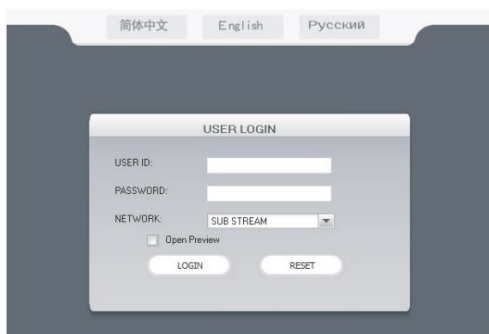 简体中文 English Русский
USER LOGIN
USER ID:
PASSWORD:
NETWORK: SUB STREAM
Open Preview
LOGIN RESET